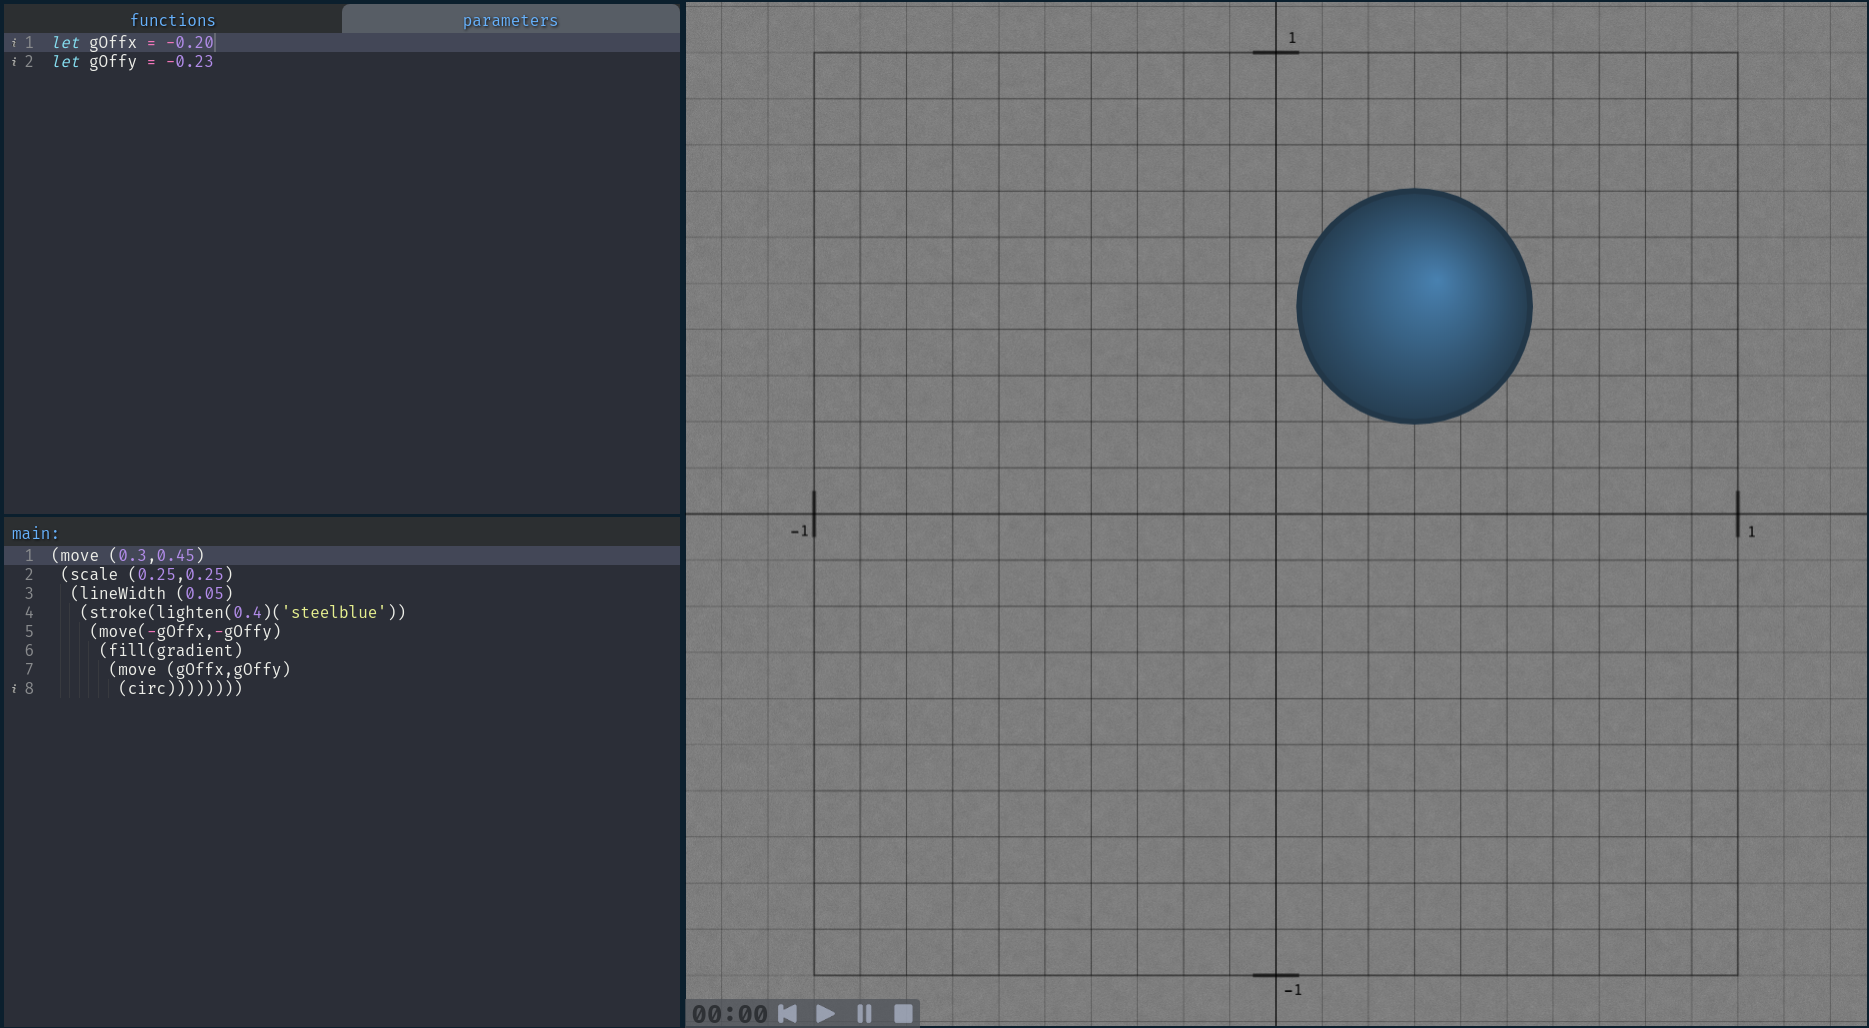 functions parameters
i 1 let gOffx = -0.20
i 2 let gOffy = -0.23
main:
1 (move (0.3,0.45)
2 (scale (0.25,0.25)
3 (lineWidth (0.05)
4 (stroke(lighten(0.4)('steelblue'))
5 (move(-gOffx,-gOffy)
6 (fill(gradient)
7 (move (gOffx,gOffy)
i 8 (circ))))))))
1
-1
1
-1
00:00